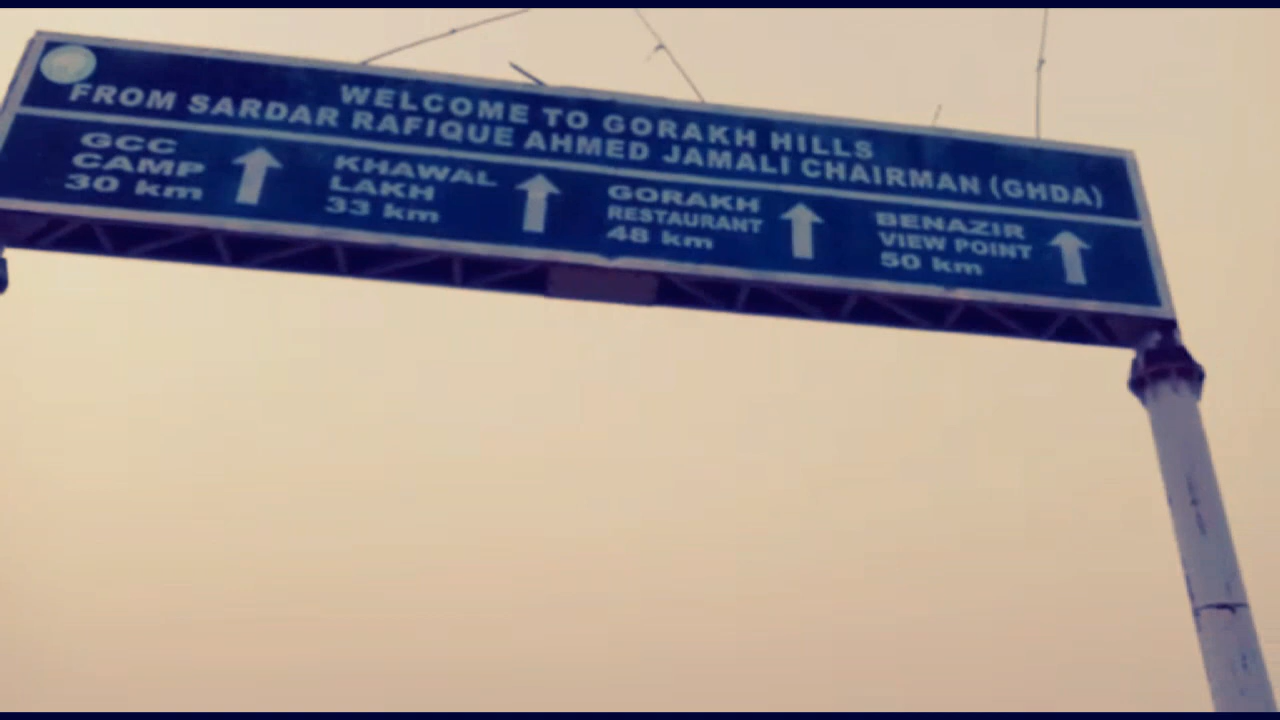 WELCOME TO GORAKH HILLS
FROM SARDAR RAFIQUE AHMED JAMALI CHAIRMAN (GHDA)
GCC
CAMP
30 km
KHAWAL
LAKH
33 km
GORAKH
RESTAURANT
48 km
BENAZIR
VIEW POINT
50 km